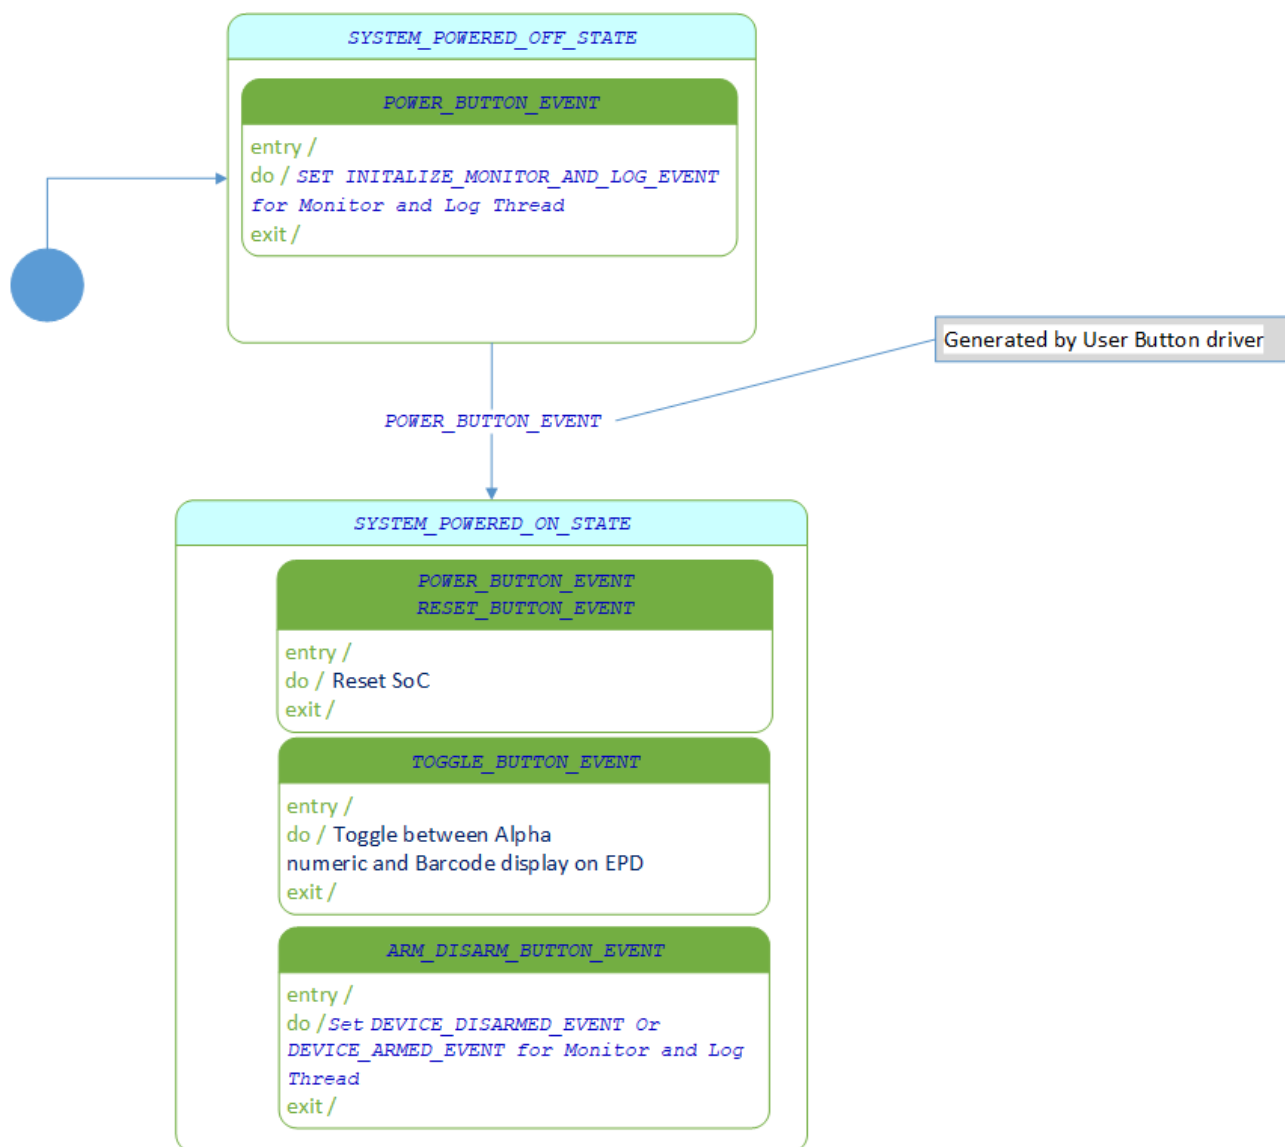 SYSTEM_POWERED_OFF_STATE
POWER_BUTTON_EVENT
entry /
do / SET INITALIZE_MONITOR_AND_LOG_EVENT
for Monitor and Log Thread
exit /
Generated by User Button driver
POWER_BUTTON_EVENT
SYSTEM_POWERED_ON_STATE
POWER_BUTTON_EVENT
RESET_BUTTON_EVENT
entry /
do / Reset SoC
exit /
TOGGLE_BUTTON_EVENT
entry /
do / Toggle between Alpha
numeric and Barcode display on EPD
exit /
ARM_DISARM_BUTTON_EVENT
entry /
do /Set DEVICE_DISARMED_EVENT Or
DEVICE_ARMED_EVENT for Monitor and Log
Thread
exit /